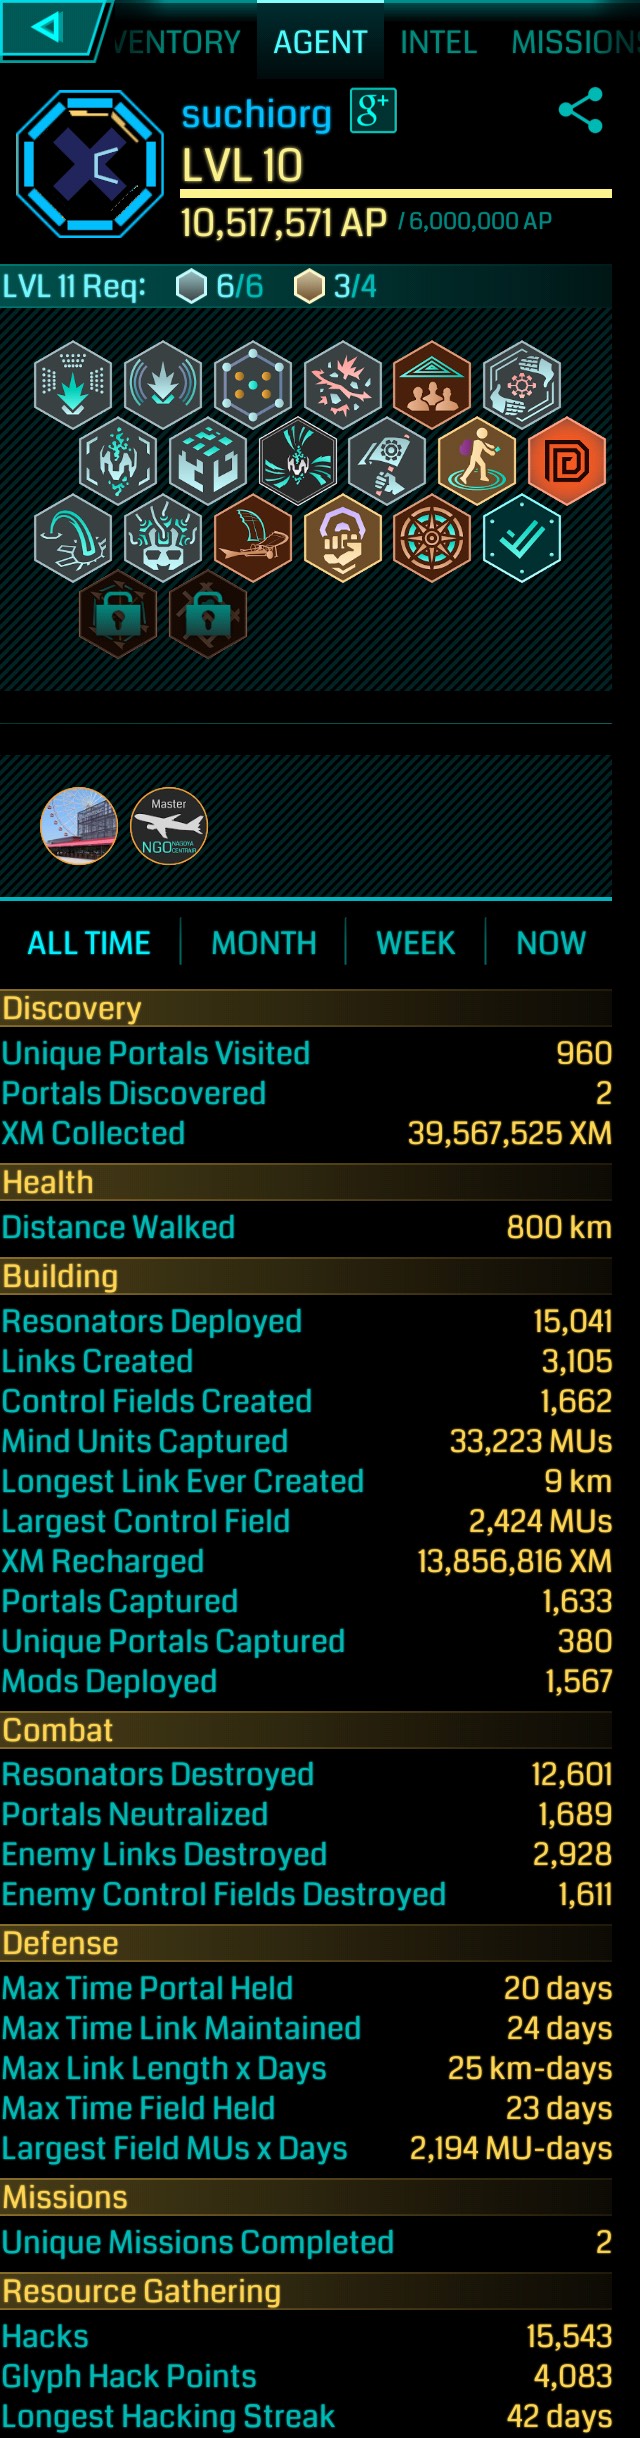 VENTORY AGENT INTEL MISSIONS
suchiorg g+
LVL 10
10,517,571 AP / 6,000,000 AP
LVL 11 Req: 6/6 3/4
Master
NGO NAGOYA CENTRAIR
ALL TIME MONTH WEEK NOW
Discovery
Unique Portals Visited 960
Portals Discovered 2
XM Collected 39,567,525 XM
Health
Distance Walked 800 km
Building
Resonators Deployed 15,041
Links Created 3,105
Control Fields Created 1,662
Mind Units Captured 33,223 MUs
Longest Link Ever Created 9 km
Largest Control Field 2,424 MUs
XM Recharged 13,856,816 XM
Portals Captured 1,633
Unique Portals Captured 380
Mods Deployed 1,567
Combat
Resonators Destroyed 12,601
Portals Neutralized 1,689
Enemy Links Destroyed 2,928
Enemy Control Fields Destroyed 1,611
Defense
Max Time Portal Held 20 days
Max Time Link Maintained 24 days
Max Link Length x Days 25 km-days
Max Time Field Held 23 days
Largest Field MUs x Days 2,194 MU-days
Missions
Unique Missions Completed 2
Resource Gathering
Hacks 15,543
Glyph Hack Points 4,083
Longest Hacking Streak 42 days